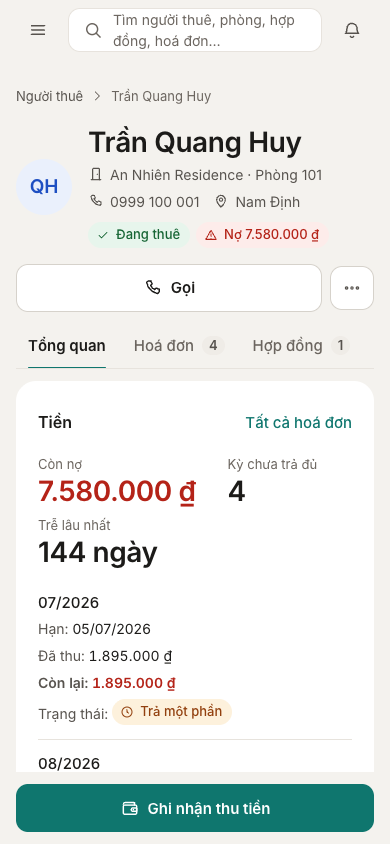 Tìm người thuê, phòng, hợp
đồng, hoá đơn...
Người thuê
Trần Quang Huy
QH
Trần Quang Huy
An Nhiên Residence · Phòng 101
0999 100 001
Nam Định
Đang thuê
Nợ 7.580.000 ₫
Gọi
Tổng quan
Hoá đơn 4
Hợp đồng 1
Tiền
Tất cả hoá đơn
Còn nợ
7.580.000 ₫
Kỳ chưa trả đủ
4
Trễ lâu nhất
144 ngày
07/2026
Hạn: 05/07/2026
Đã thu: 1.895.000 ₫
Còn lại: 1.895.000 ₫
Trạng thái: Trả một phần
08/2026
Ghi nhận thu tiền